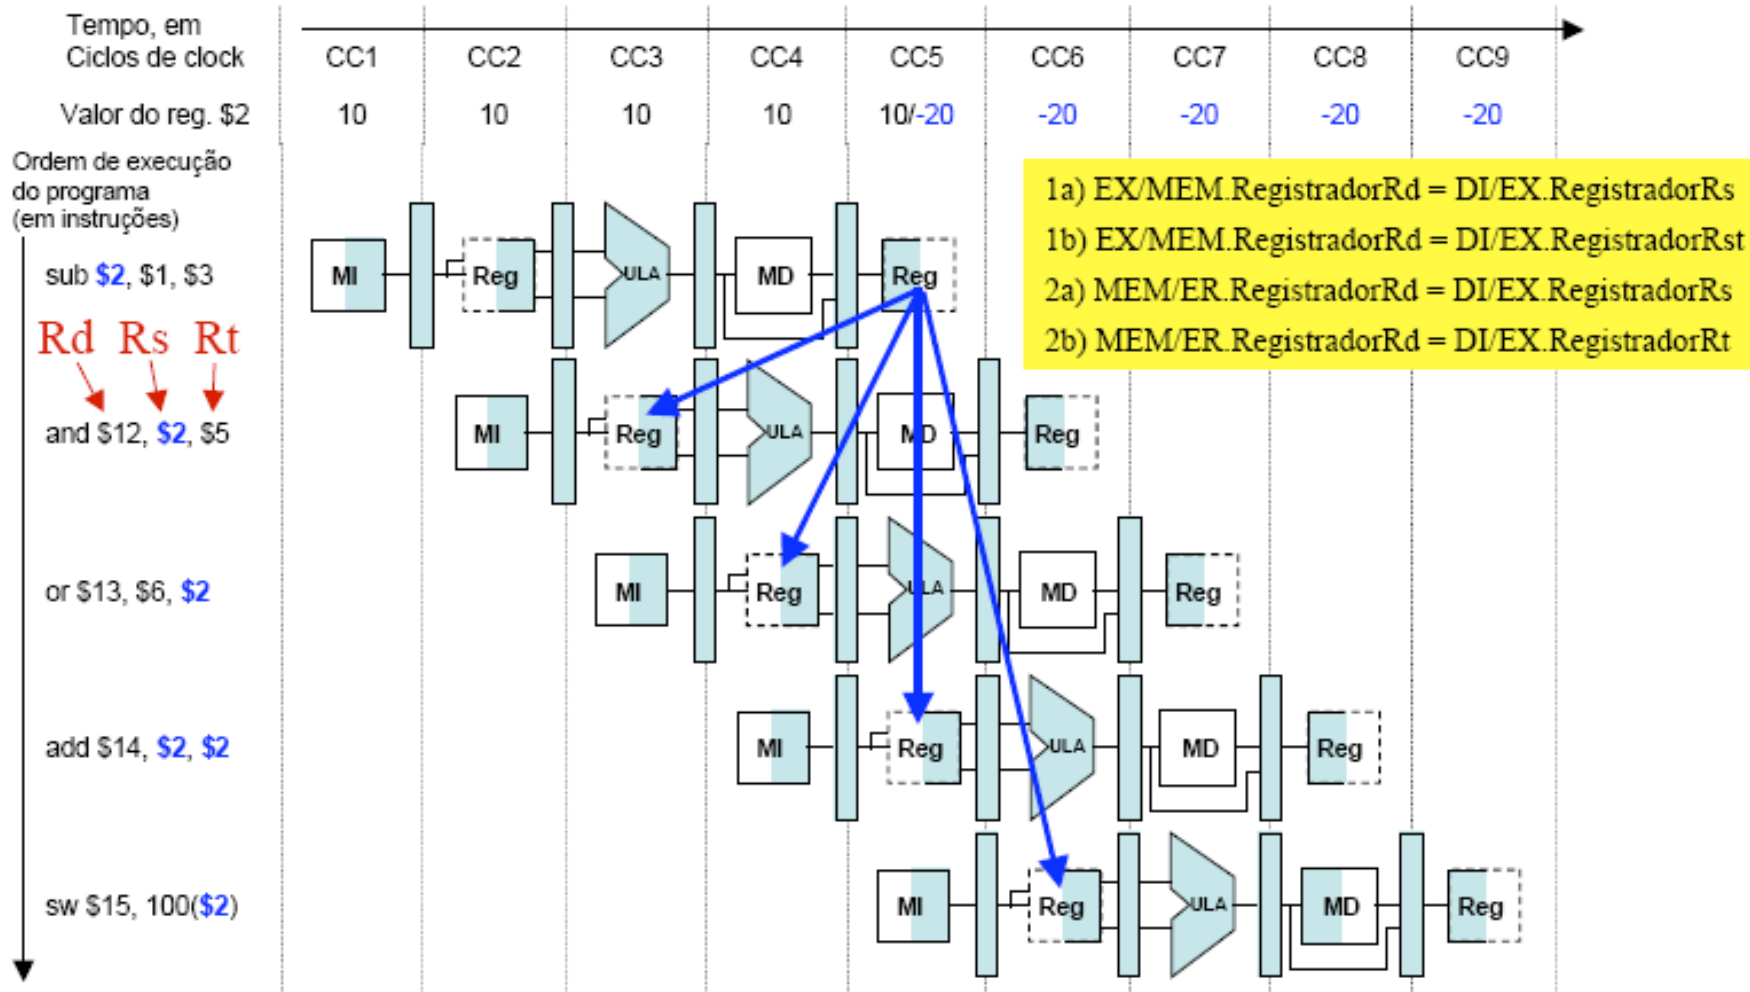 Tempo, em
Ciclos de clock
CC1 CC2 CC3 CC4 CC5 CC6 CC7 CC8 CC9
Valor do reg. $2 10 10 10 10 10/-20 -20 -20 -20 -20
Ordem de execução
do programa
(em instruções)
1a) EX/MEM.RegistradorRd = DI/EX.RegistradorRs
1b) EX/MEM.RegistradorRd = DI/EX.RegistradorRst
2a) MEM/ER.RegistradorRd = DI/EX.RegistradorRs
2b) MEM/ER.RegistradorRd = DI/EX.RegistradorRt
sub $2, $1, $3 MI Reg ULA MD Reg
Rd Rs Rt
and $12, $2, $5 MI Reg ULA MD Reg
or $13, $6, $2 MI Reg ULA MD Reg
add $14, $2, $2 MI Reg ULA MD Reg
sw $15, 100($2) MI Reg ULA MD Reg